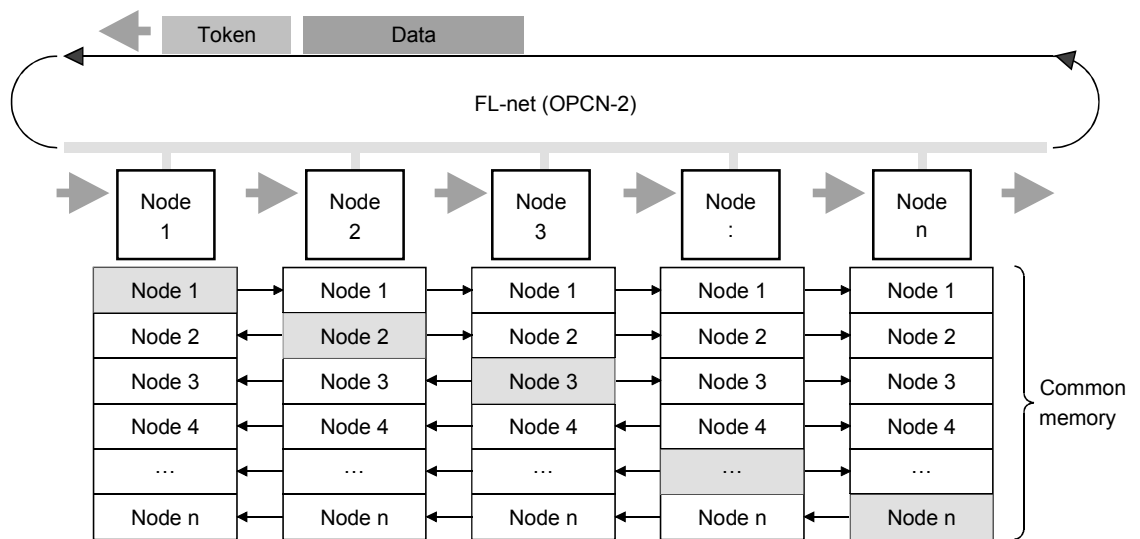 Token Data
FL-net (OPCN-2)
Node Node Node Node Node
1 2 3 : n
Node 1 Node 1 Node 1 Node 1 Node 1
Node 2 Node 2 Node 2 Node 2 Node 2
Node 3 Node 3 Node 3 Node 3 Node 3
Common
Node 4 Node 4 Node 4 Node 4 Node 4
memory
… … … … …
Node n Node n Node n Node n Node n